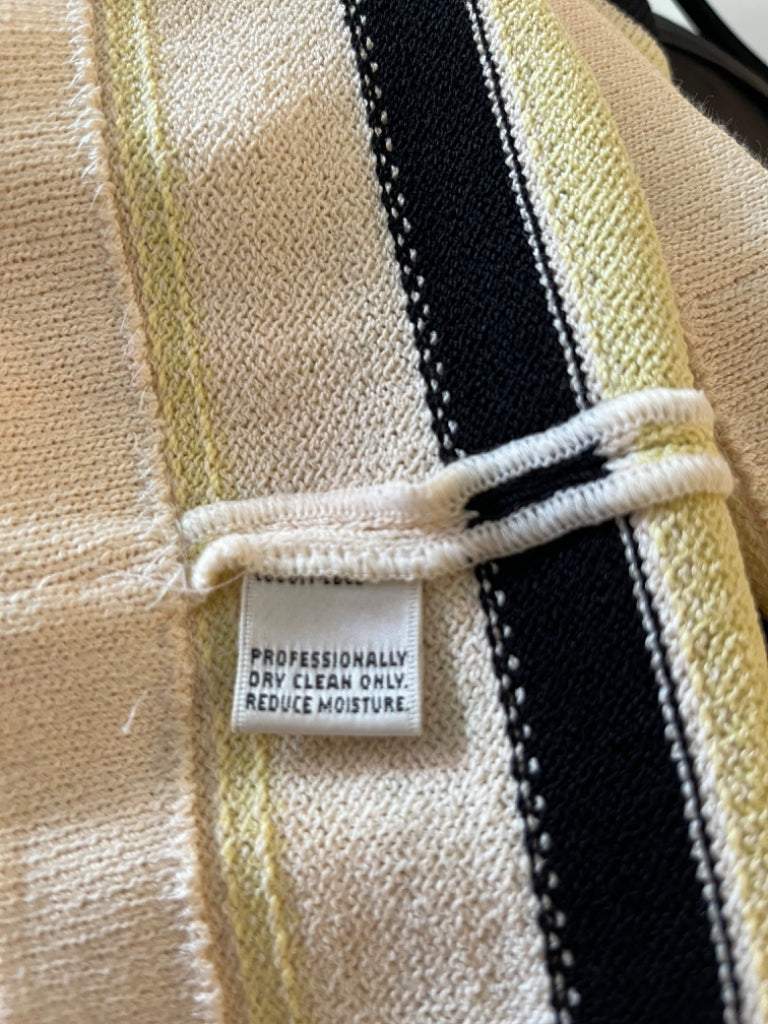 PROFESSIONALLY
DRY CLEAN ONLY.
REDUCE MOISTURE.